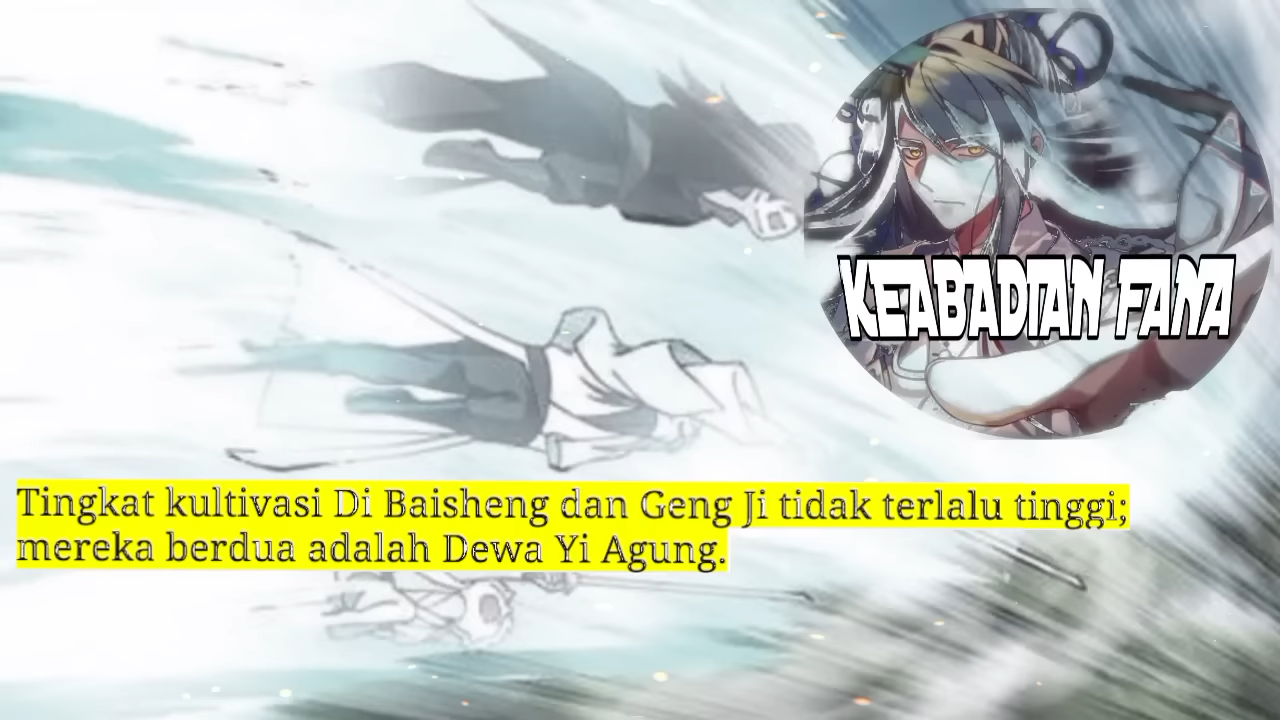 KEABADIAN FANA
Tingkat kultivasi Di Baisheng dan Geng Ji tidak terlalu tinggi;
mereka berdua adalah Dewa Yi Agung.